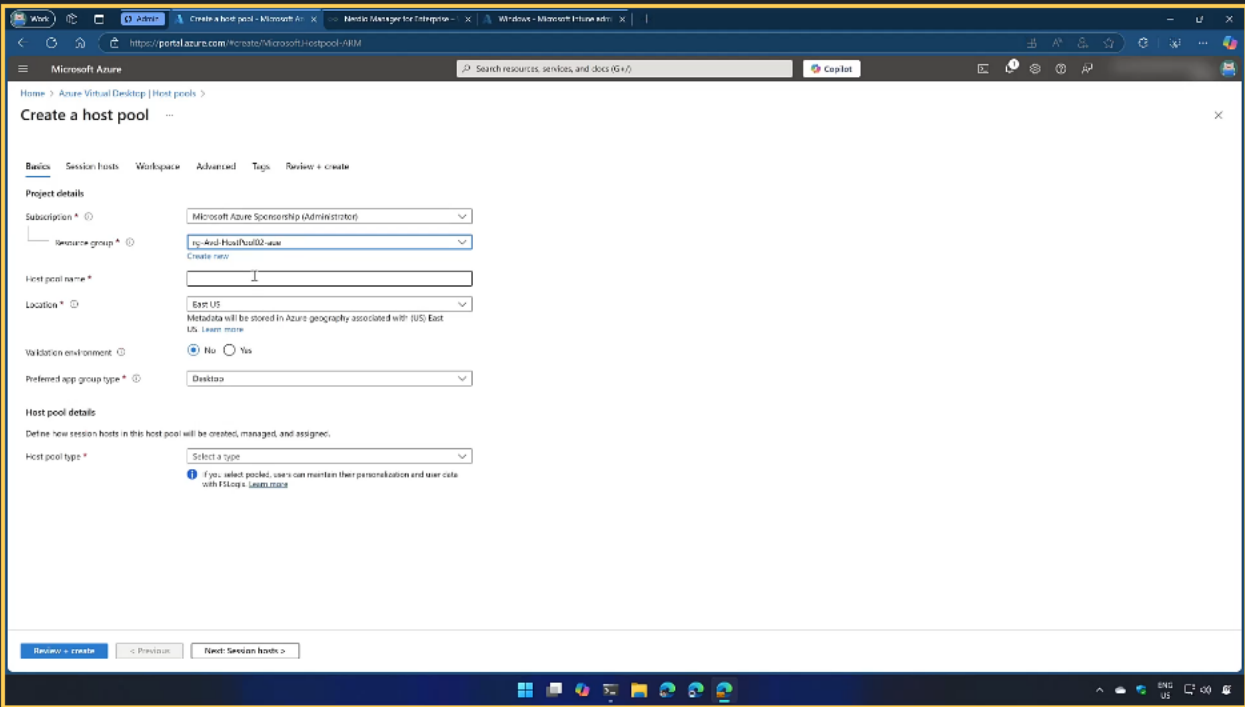 Work
Admin
Create a host pool - Microsoft Az
Nerdio Manager for Enterprise -
Windows - Microsoft Intune admi
https://portal.azure.com/#create/Microsoft.Hostpool-ARM
Microsoft Azure
Search resources, services, and docs (G+/)
Copilot
Home > Azure Virtual Desktop | Host pools >
Create a host pool ...
Basics Session hosts Workspace Advanced Tags Review + create
Project details
Subscription *
Microsoft Azure Sponsorship (Administrator)
Resource group *
Create new
Host pool name *
Location *
East US
Metadata will be stored in Azure geography associated with (US) East
US. Learn more
Validation environment
No Yes
Preferred app group type *
Desktop
Host pool details
Define how session hosts in this host pool will be created, managed, and assigned.
Host pool type *
Select a type
If you select pooled, users can maintain their personalization and user data
with FSLogix. Learn more
Review + create
< Previous
Next: Session hosts >
ENG
US